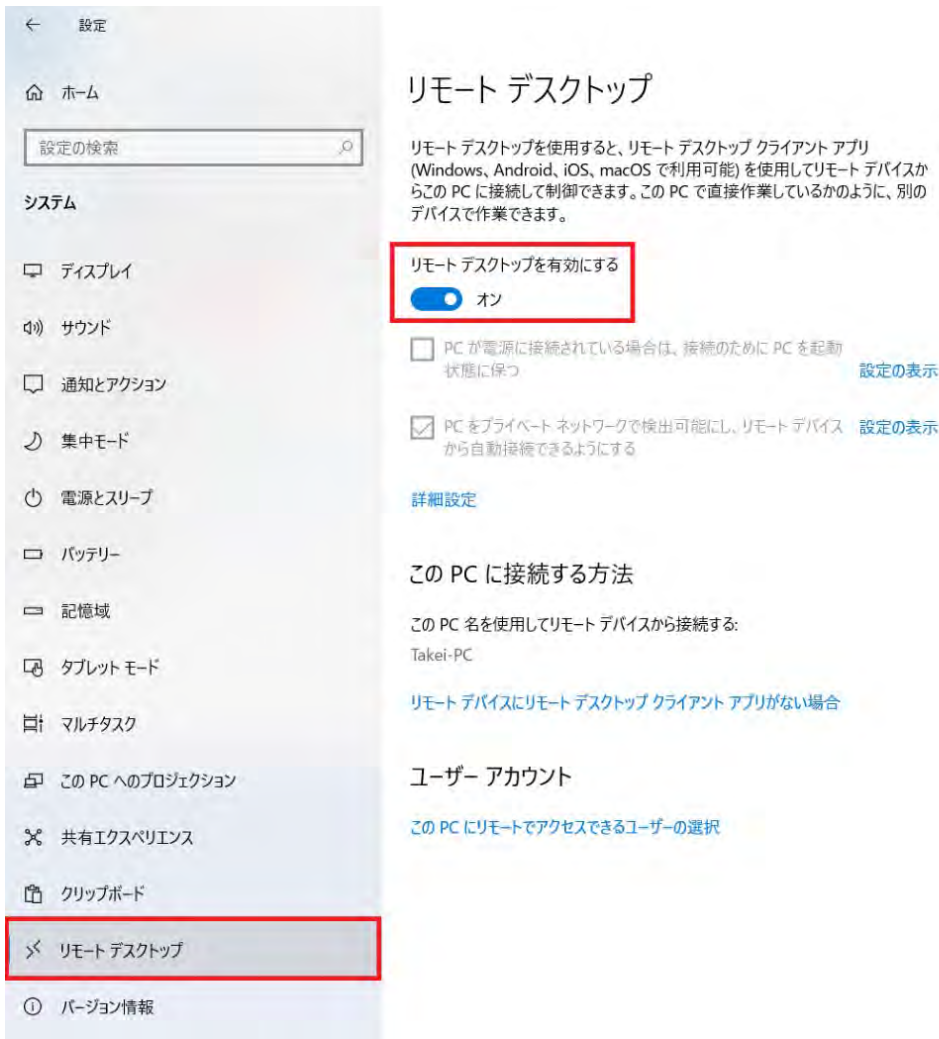 設定
ホーム
設定の検索
システム
ディスプレイ
サウンド
通知とアクション
集中モード
電源とスリープ
バッテリー
記憶域
タブレット モード
マルチタスク
この PC へのプロジェクション
共有エクスペリエンス
クリップボード
リモート デスクトップ
バージョン情報
リモート デスクトップ
リモート デスクトップを使用すると、リモート デスクトップ クライアント アプリ
(Windows、Android、iOS、macOS で利用可能) を使用してリモート デバイスか
らこの PC に接続して制御できます。この PC で直接作業しているかのように、別の
デバイスで作業できます。
リモート デスクトップを有効にする
オン
PC が電源に接続されている場合は、接続のために PC を起動
状態に保つ
設定の表示
PC をプライベート ネットワークで検出可能にし、リモート デバイス
から自動接続できるようにする
設定の表示
詳細設定
この PC に接続する方法
この PC 名を使用してリモート デバイスから接続する:
Takei-PC
リモート デバイスにリモート デスクトップ クライアント アプリがない場合
ユーザー アカウント
この PC にリモートでアクセスできるユーザーの選択